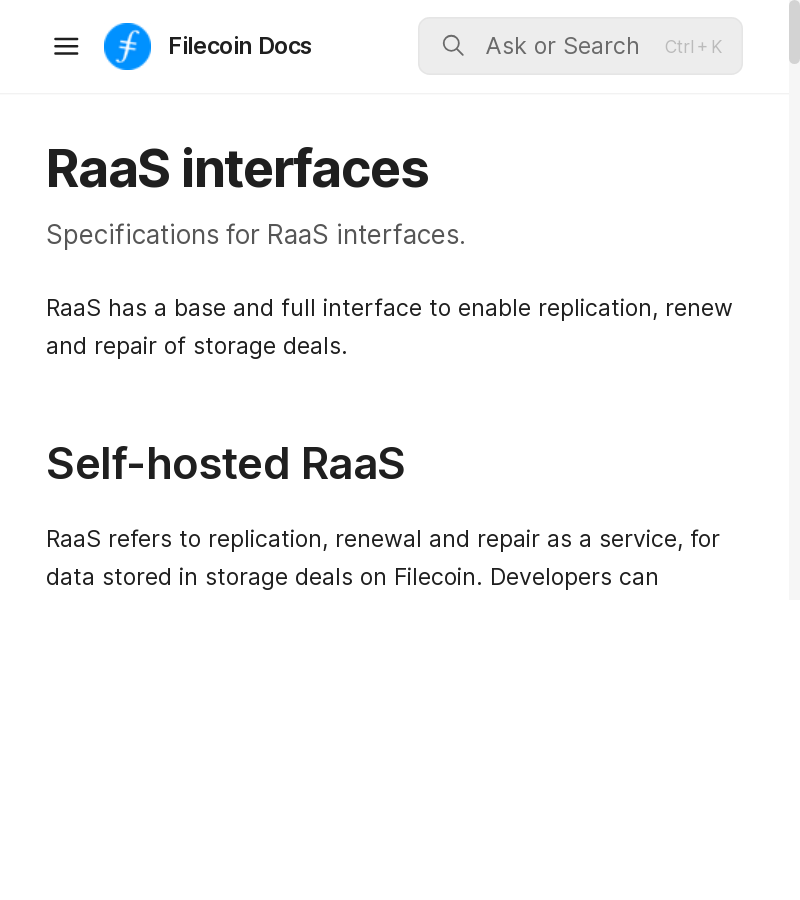 Filecoin Docs
Ask or Search
Ctrl + K
RaaS interfaces
Specifications for RaaS interfaces.
RaaS has a base and full interface to enable replication, renew
and repair of storage deals.
Self-hosted RaaS
RaaS refers to replication, renewal and repair as a service, for
data stored in storage deals on Filecoin. Developers can